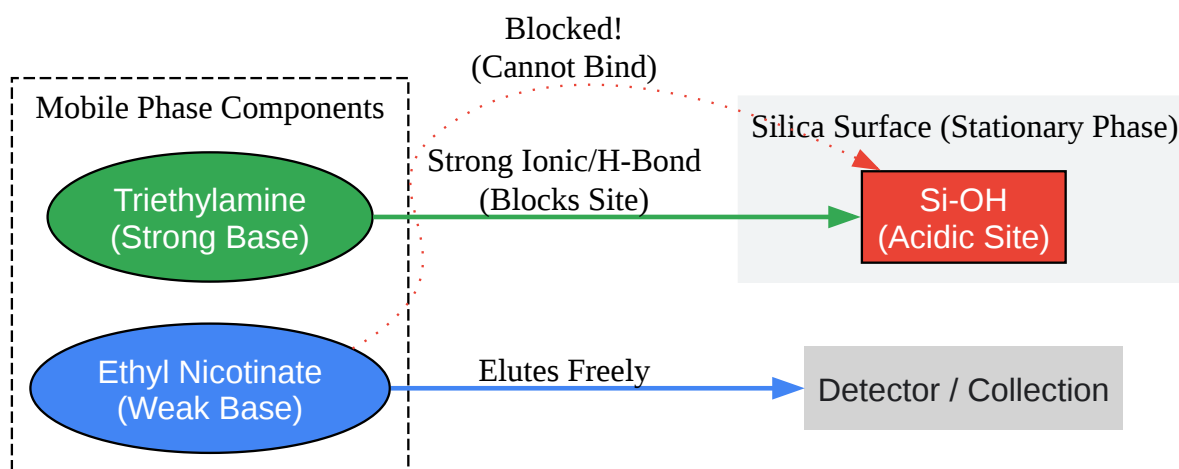 Blocked!
(Cannot Bind)
Mobile Phase Components
Silica Surface (Stationary Phase)
Triethylamine
(Strong Base)
Strong Ionic/H-Bond
(Blocks Site)
Si-OH
(Acidic Site)
Ethyl Nicotinate
(Weak Base)
Elutes Freely
Detector / Collection